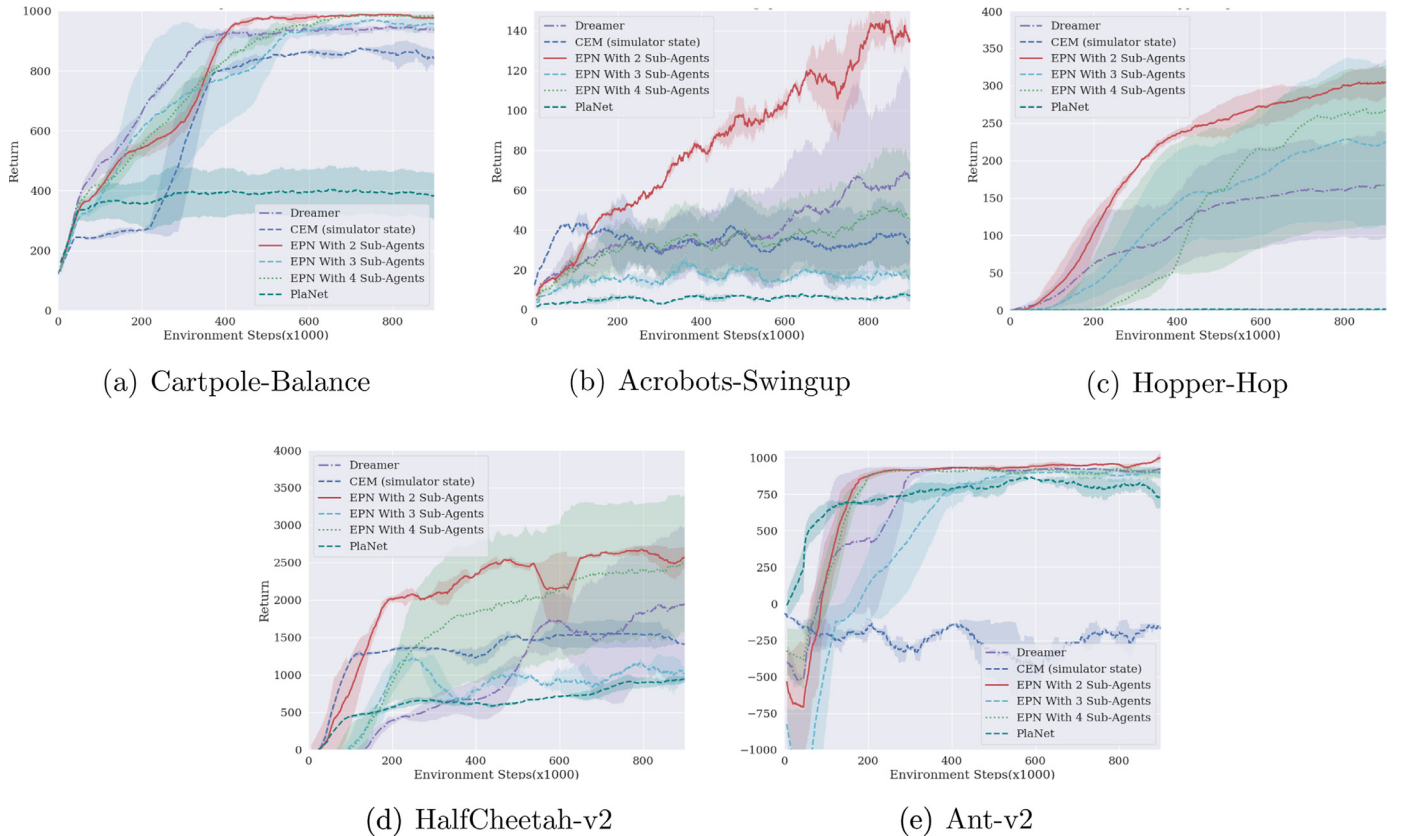 1000
800
600
400
200
0
Return
Dreamer
CEM (simulator state)
EPN With 2 Sub-Agents
EPN With 3 Sub-Agents
EPN With 4 Sub-Agents
PlaNet
0 200 400 600 800
Environment Steps(x1000)
(a) Cartpole-Balance
140
120
100
80
60
40
20
0
Return
Dreamer
CEM (simulator state)
EPN With 2 Sub-Agents
EPN With 3 Sub-Agents
EPN With 4 Sub-Agents
PlaNet
0 200 400 600 800
Environment Steps(x1000)
(b) Acrobots-Swingup
400
350
300
250
200
150
100
50
0
Return
Dreamer
CEM (simulator state)
EPN With 2 Sub-Agents
EPN With 3 Sub-Agents
EPN With 4 Sub-Agents
PlaNet
0 200 400 600 800
Environment Steps(x1000)
(c) Hopper-Hop
4000
3500
3000
2500
2000
1500
1000
500
0
Return
Dreamer
CEM (simulator state)
EPN With 2 Sub-Agents
EPN With 3 Sub-Agents
EPN With 4 Sub-Agents
PlaNet
0 200 400 600 800
Environment Steps(x1000)
(d) HalfCheetah-v2
1000
750
500
250
0
−250
−500
−750
−1000
Return
Dreamer
CEM (simulator state)
EPN With 2 Sub-Agents
EPN With 3 Sub-Agents
EPN With 4 Sub-Agents
PlaNet
0 200 400 600 800
Environment Steps(x1000)
(e) Ant-v2